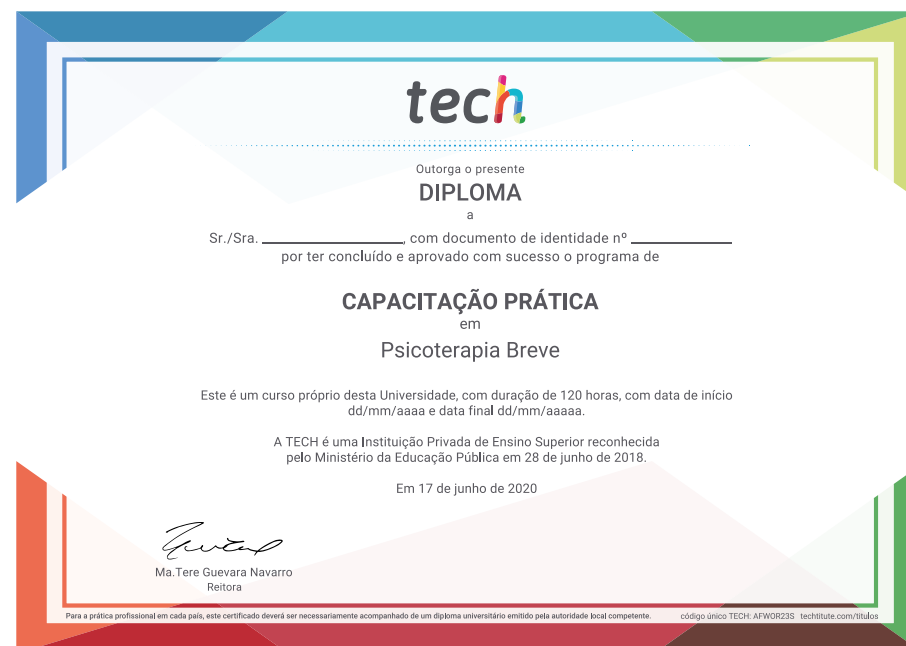 tech
Outorga o presente
DIPLOMA
a
Sr./Sra. __________________, com documento de identidade nº _____________
por ter concluído e aprovado com sucesso o programa de
CAPACITAÇÃO PRÁTICA
em
Psicoterapia Breve
Este é um curso próprio desta Universidade, com duração de 120 horas, com data de início
dd/mm/aaaa e data final dd/mm/aaaaa.
A TECH é uma Instituição Privada de Ensino Superior reconhecida
pelo Ministério da Educação Pública em 28 de junho de 2018.
Em 17 de junho de 2020
Ma.Tere Guevara Navarro
Reitora
Para a prática profissional em cada país, este certificado deverá ser necessariamente acompanhado de um diploma universitário emitido pela autoridade local competente. código único TECH: AFWOR23S techtitute.com/titulos